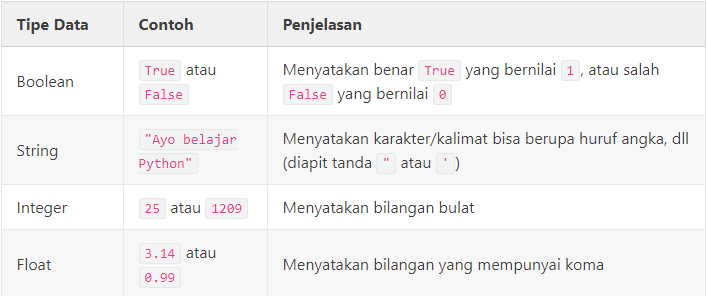 Tipe Data Contoh Penjelasan
Boolean
True atau
False
Menyatakan benar True yang bernilai 1 , atau salah
False yang bernilai 0
String
"Ayo belajar
Python"
Menyatakan karakter/kalimat bisa berupa huruf angka, dll
(diapit tanda " atau ' )
Integer
25 atau 1209
Menyatakan bilangan bulat
Float
3.14 atau
0.99
Menyatakan bilangan yang mempunyai koma